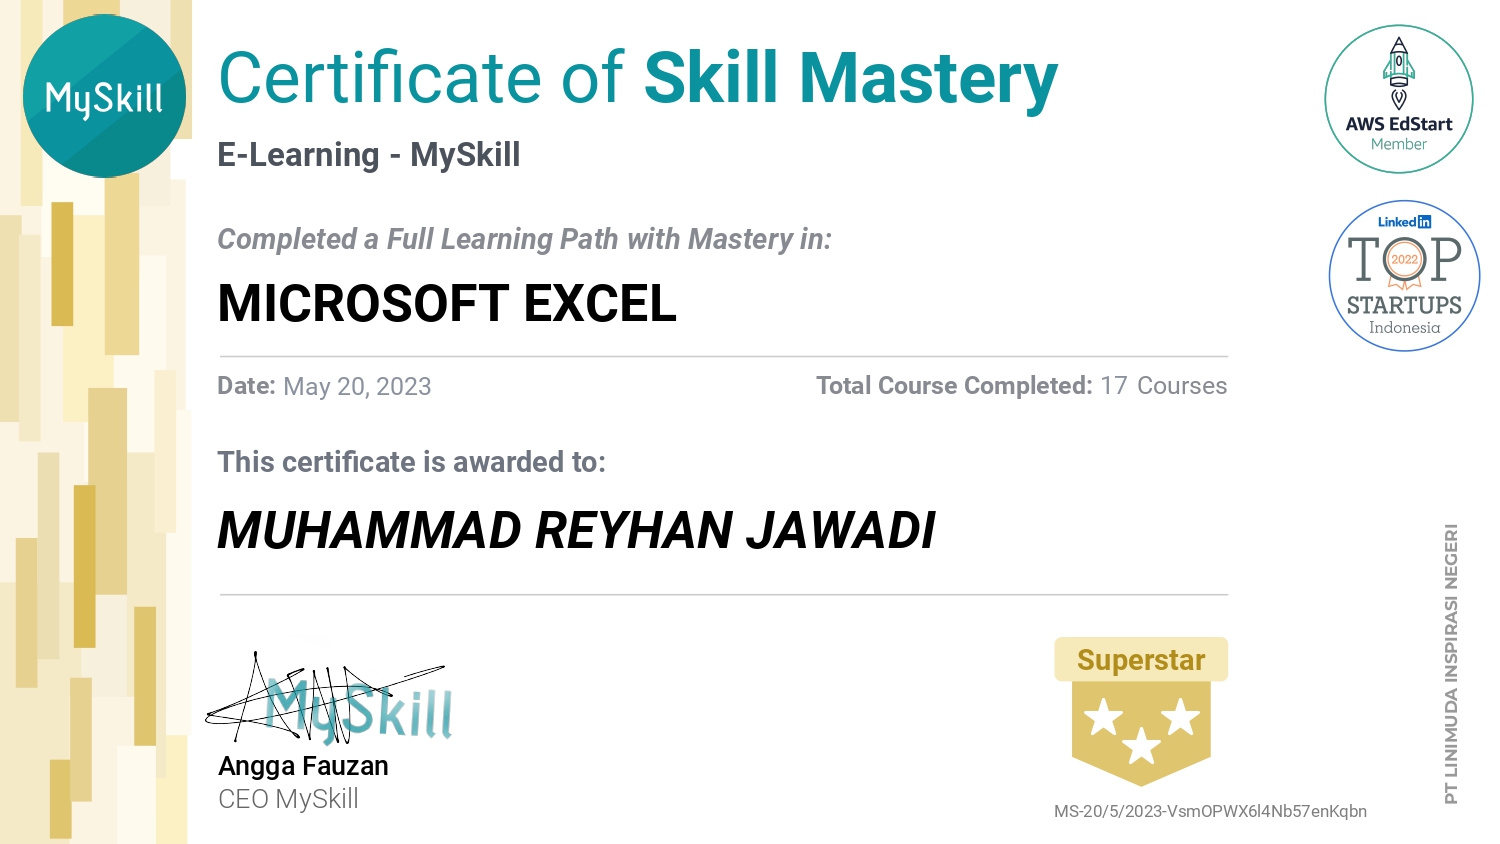 MySkill
Certificate of Skill Mastery
E-Learning - MySkill
AWS EdStart
Member
LinkedIn
TOP
2022
STARTUPS
Indonesia
Completed a Full Learning Path with Mastery in:
MICROSOFT EXCEL
Date: May 20, 2023
Total Course Completed: 17 Courses
This certificate is awarded to:
MUHAMMAD REYHAN JAWADI
MySkill
Angga Fauzan
CEO MySkill
Superstar
MS-20/5/2023-VsmOPWX6l4Nb57enKqbn
PT LINIMUDA INSPIRASI NEGERI